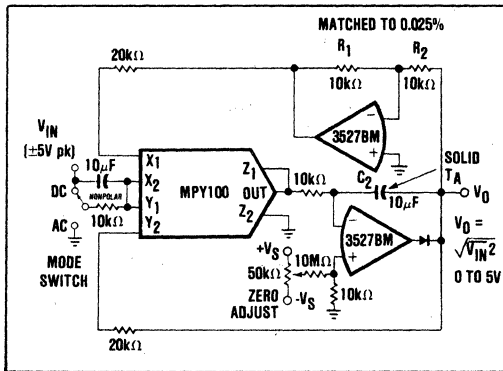 MATCHED TO 0.025%
20kΩ
R1
R2
10kΩ
10kΩ
VIN
(±5V pk)
10μF
DC
NONPOLAR
10kΩ
AC
MODE
SWITCH
X1
X2
Y1
Y2
MPY100
Z1
OUT
Z2
3527BM
10kΩ
C2
10μF
SOLID
TA
VO
3527BM
VO =
√VIN2
0 TO 5V
+VS
50kΩ
10MΩ
-VS
ZERO
ADJUST
10kΩ
20kΩ